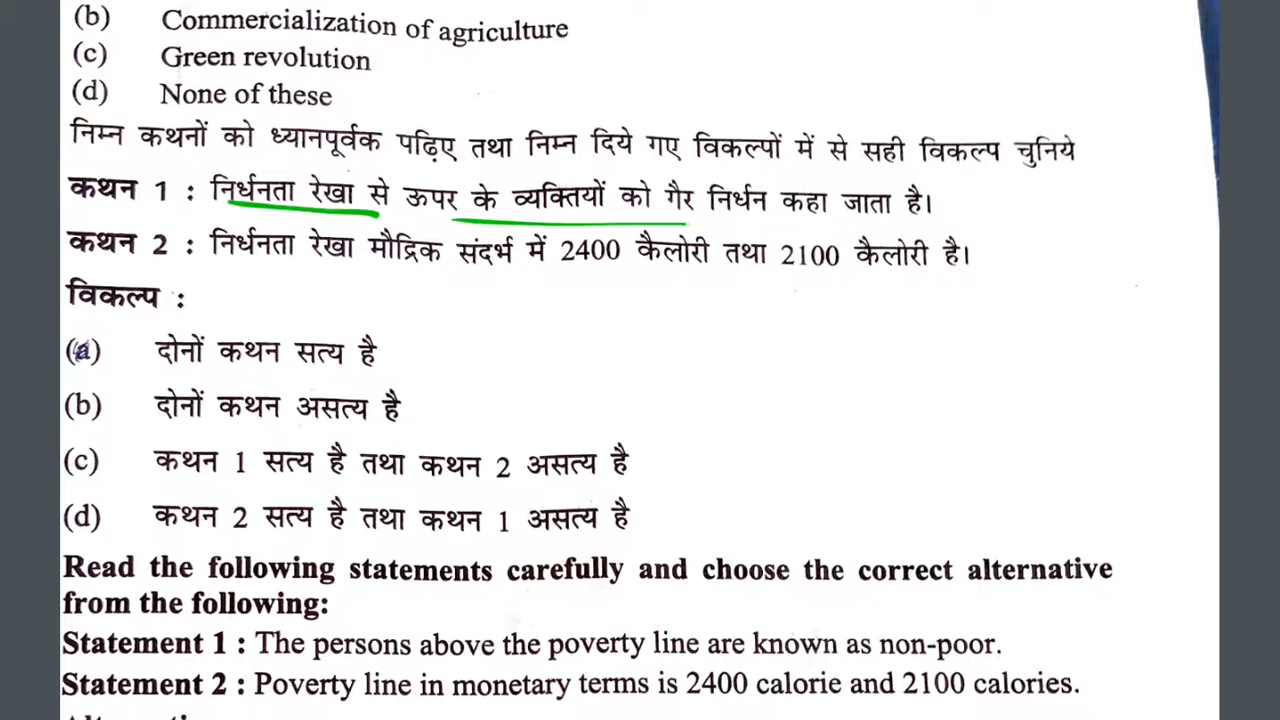 (b) Commercialization of agriculture
(c) Green revolution
(d) None of these
निम्न कथनों को ध्यानपूर्वक पढ़िए तथा निम्न दिये गए विकल्पों में से सही विकल्प चुनिये
कथन 1 : निर्धनता रेखा से ऊपर के व्यक्तियों को गैर निर्धन कहा जाता है।
कथन 2 : निर्धनता रेखा मौद्रिक संदर्भ में 2400 कैलोरी तथा 2100 कैलोरी है।
विकल्प :
(a) दोनों कथन सत्य है
(b) दोनों कथन असत्य है
(c) कथन 1 सत्य है तथा कथन 2 असत्य है
(d) कथन 2 सत्य है तथा कथन 1 असत्य है
Read the following statements carefully and choose the correct alternative
from the following:
Statement 1 : The persons above the poverty line are known as non-poor.
Statement 2 : Poverty line in monetary terms is 2400 calorie and 2100 calories.